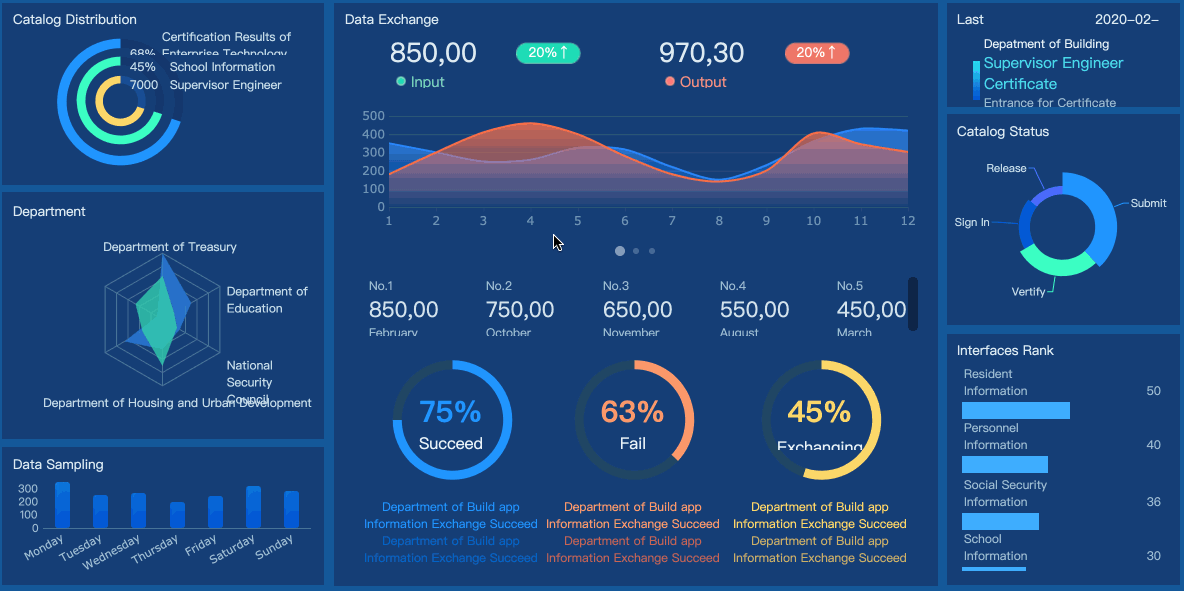 Catalog Distribution
Certification Results of
68% Enterprise Technology
45% School Information
7000 Supervisor Engineer
Department
Department of Treasury
Department of
Education
National
Security
Council
Department of Housing and Urban Development
Data Sampling
300
200
100
0
Monday Tuesday Wednesday Thursday Friday Saturday Sunday
Data Exchange
850,00 20%↑ 970,30 20%↑
Input Output
500
400
300
200
100
0
1 2 3 4 5 6 7 8 9 10 11 12
No.1 No.2 No.3 No.4 No.5
850,00 750,00 650,00 550,00 450,00
February October November August March
75% 63% 45%
Succeed Fail Exchanging
Department of Build app Department of Build app Department of Build app
Information Exchange Succeed Information Exchange Succeed Information Exchange Succeed
Department of Build app Department of Build app Department of Build app
Information Exchange Succeed Information Exchange Succeed Information Exchange Succeed
Last 2020-02-
Depatment of Building
Supervisor Engineer
Certificate
Entrance for Certificate
Catalog Status
Release
Submit
Sign In
Vertify
Interfaces Rank
Resident
Information 50
Personnel
Information 40
Social Security
Information 36
School
Information 30